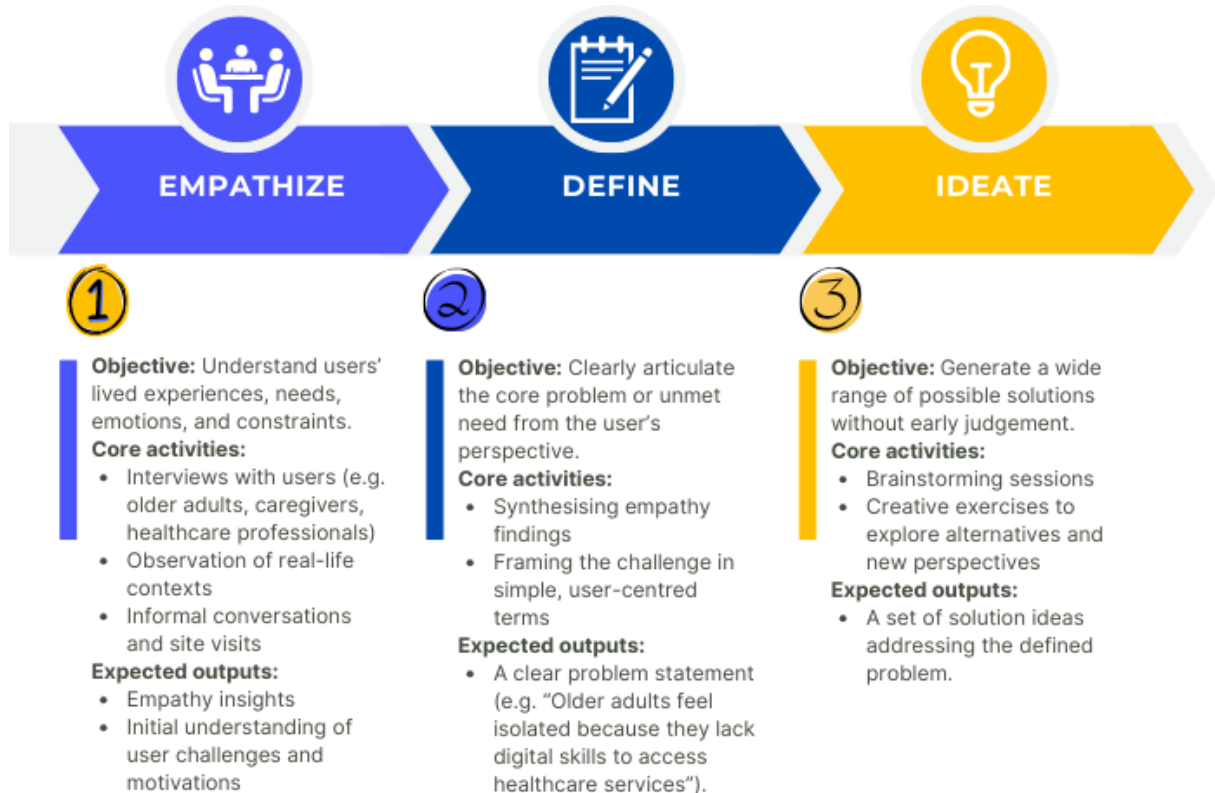 EMPATHIZE
DEFINE
IDEATE
1
Objective: Understand users’
lived experiences, needs,
emotions, and constraints.
Core activities:
• Interviews with users (e.g.
older adults, caregivers,
healthcare professionals)
• Observation of real-life
contexts
• Informal conversations
and site visits
Expected outputs:
• Empathy insights
• Initial understanding of
user challenges and
motivations
2
Objective: Clearly articulate
the core problem or unmet
need from the user’s
perspective.
Core activities:
• Synthesising empathy
findings
• Framing the challenge in
simple, user-centred
terms
Expected outputs:
• A clear problem statement
(e.g. “Older adults feel
isolated because they lack
digital skills to access
healthcare services”).
3
Objective: Generate a wide
range of possible solutions
without early judgement.
Core activities:
• Brainstorming sessions
• Creative exercises to
explore alternatives and
new perspectives
Expected outputs:
• A set of solution ideas
addressing the defined
problem.